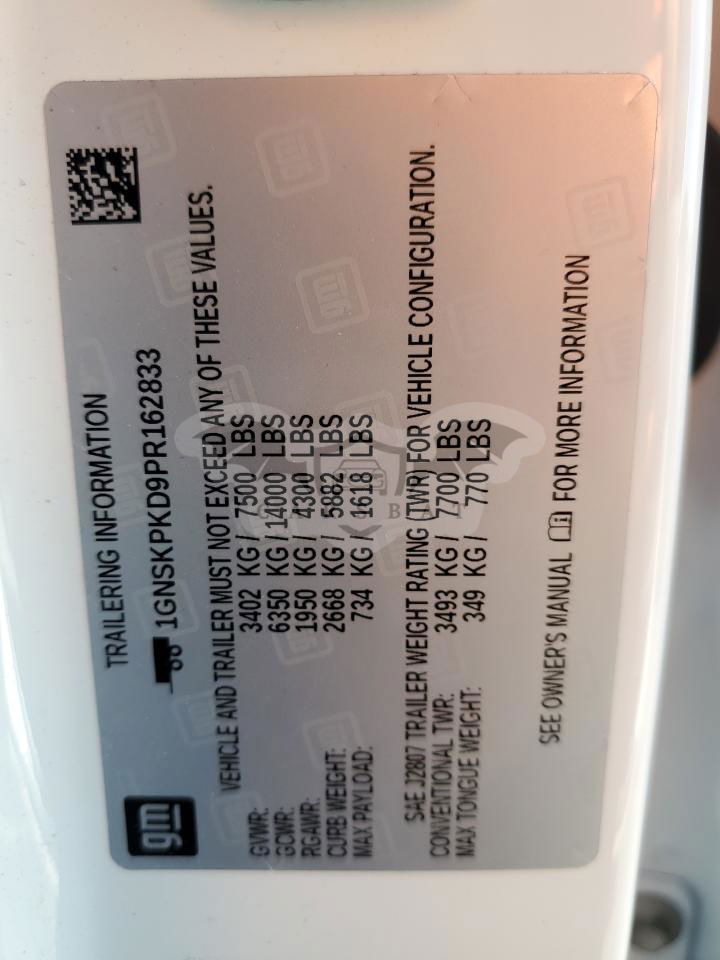 gm
TRAILERING INFORMATION
1GNSKPKD9PR162833
VEHICLE AND TRAILER MUST NOT EXCEED ANY OF THESE VALUES.
GVWR: 3402 KG / 7500 LBS
GCWR: 6350 KG / 14000 LBS
RGAWR: 1950 KG / 4300 LBS
CURB WEIGHT: 2668 KG / 5882 LBS
MAX PAYLOAD: 734 KG / 1618 LBS
SAE J2807 TRAILER WEIGHT RATING (TWR) FOR VEHICLE CONFIGURATION.
CONVENTIONAL TWR: 3493 KG / 7700 LBS
MAX TONGUE WEIGHT: 349 KG / 770 LBS
SEE OWNER'S MANUAL FOR MORE INFORMATION